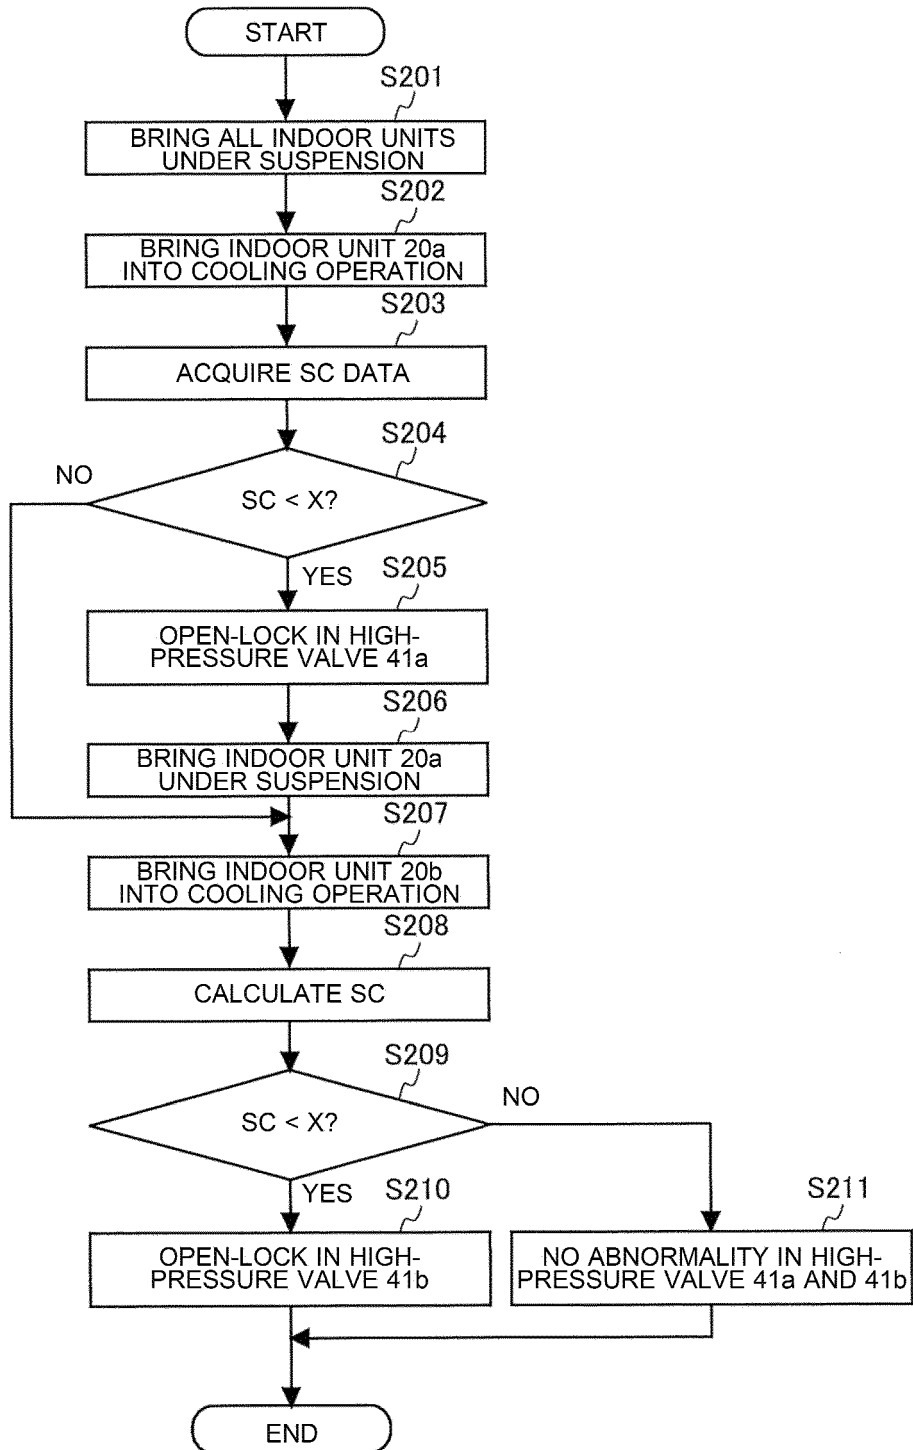 START
S201
BRING ALL INDOOR UNITS
UNDER SUSPENSION
S202
BRING INDOOR UNIT 20a
INTO COOLING OPERATION
S203
ACQUIRE SC DATA
S204
NO
SC < X?
YES
S205
OPEN-LOCK IN HIGH-
PRESSURE VALVE 41a
S206
BRING INDOOR UNIT 20a
UNDER SUSPENSION
S207
BRING INDOOR UNIT 20b
INTO COOLING OPERATION
S208
CALCULATE SC
S209
SC < X?
NO
YES
S210
OPEN-LOCK IN HIGH-
PRESSURE VALVE 41b
S211
NO ABNORMALITY IN HIGH-
PRESSURE VALVE 41a AND 41b
END